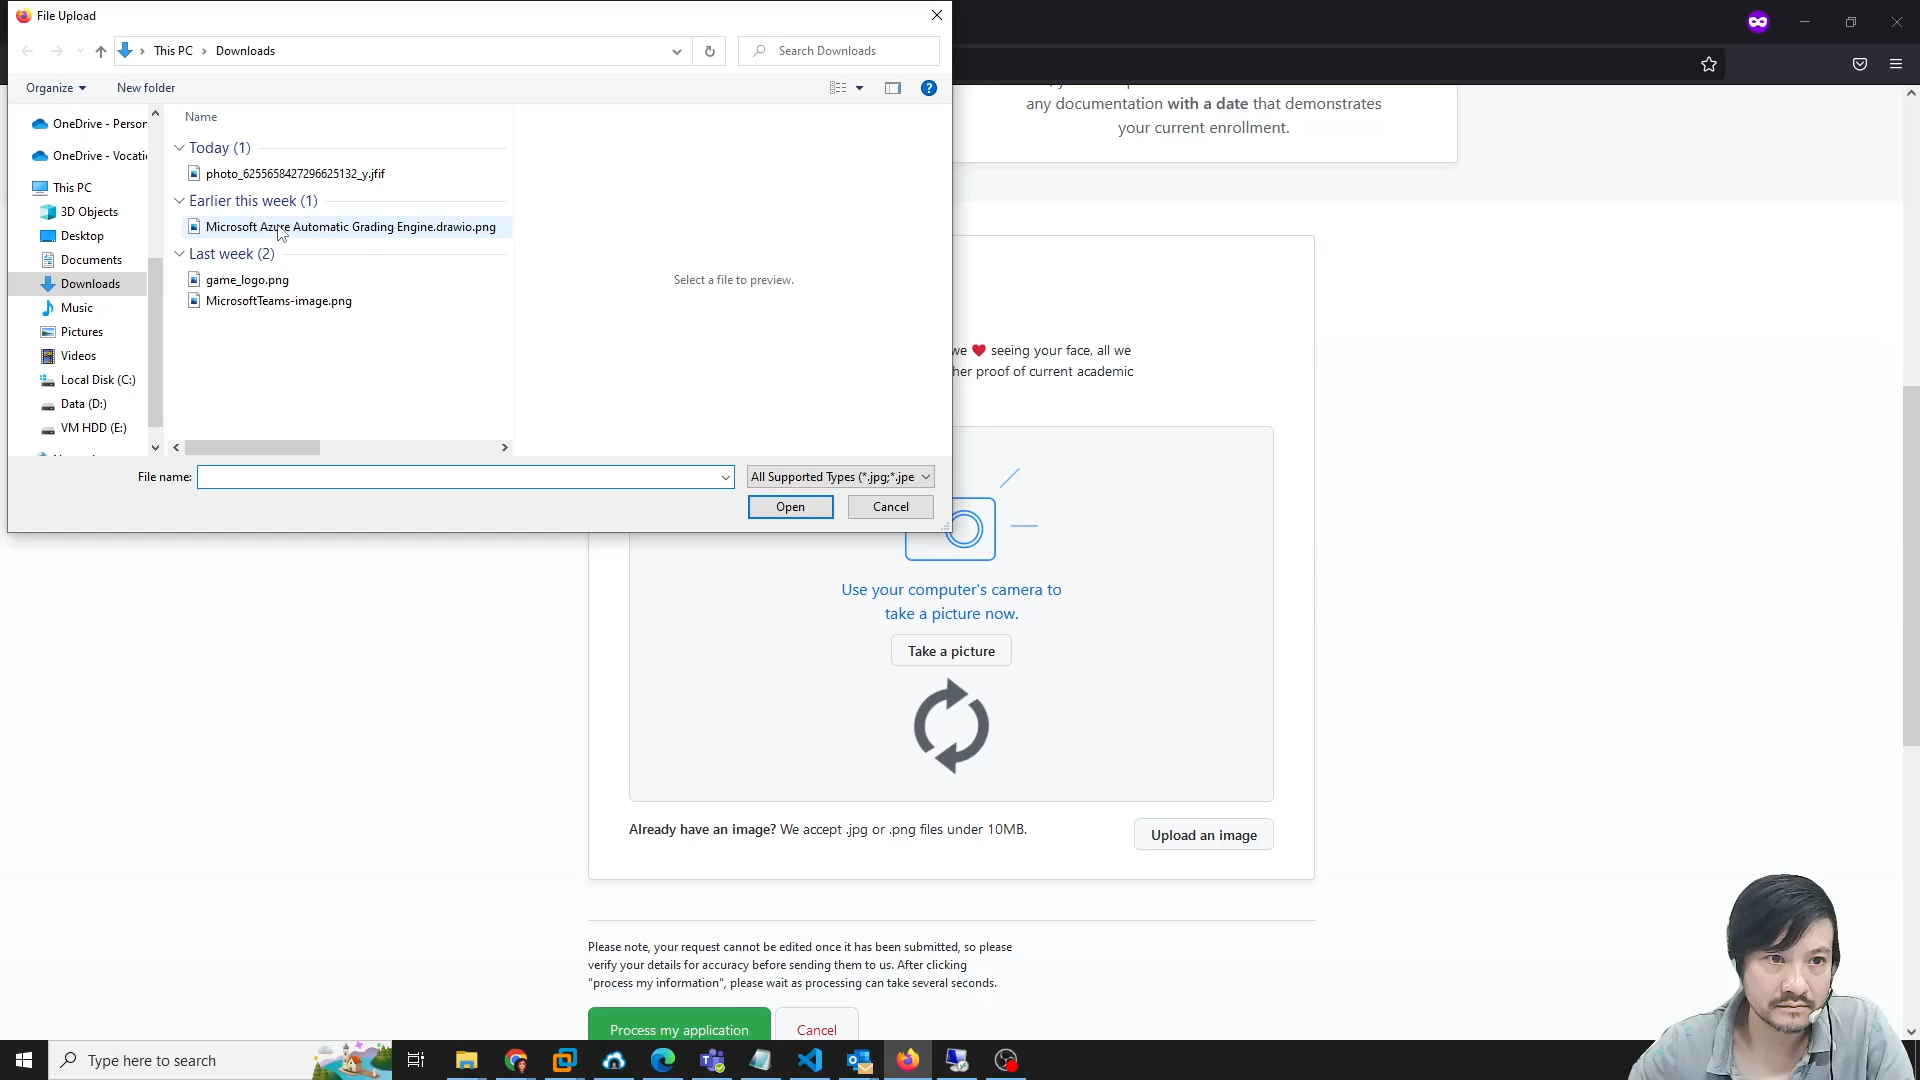 File Upload
This PC
Downloads
Search Downloads
Organize
New folder
OneDrive - Person
OneDrive - Vocati
This PC
3D Objects
Desktop
Documents
Downloads
Music
Pictures
Videos
Local Disk (C:)
Data (D:)
VM HDD (E:)
Name
Today (1)
photo_6255658427296625132_y.jfif
Earlier this week (1)
Microsoft Azure Automatic Grading Engine.drawio.png
Last week (2)
game_logo.png
MicrosoftTeams-image.png
Select a file to preview.
File name:
All Supported Types (*.jpg;*.jpe
Open
Cancel
any documentation with a date that demonstrates
your current enrollment.
we ❤ seeing your face, all we
her proof of current academic
Use your computer's camera to
take a picture now.
Take a picture
Already have an image? We accept .jpg or .png files under 10MB.
Upload an image
Please note, your request cannot be edited once it has been submitted, so please
verify your details for accuracy before sending them to us. After clicking
"process my information", please wait as processing can take several seconds.
Process my application
Cancel
Type here to search